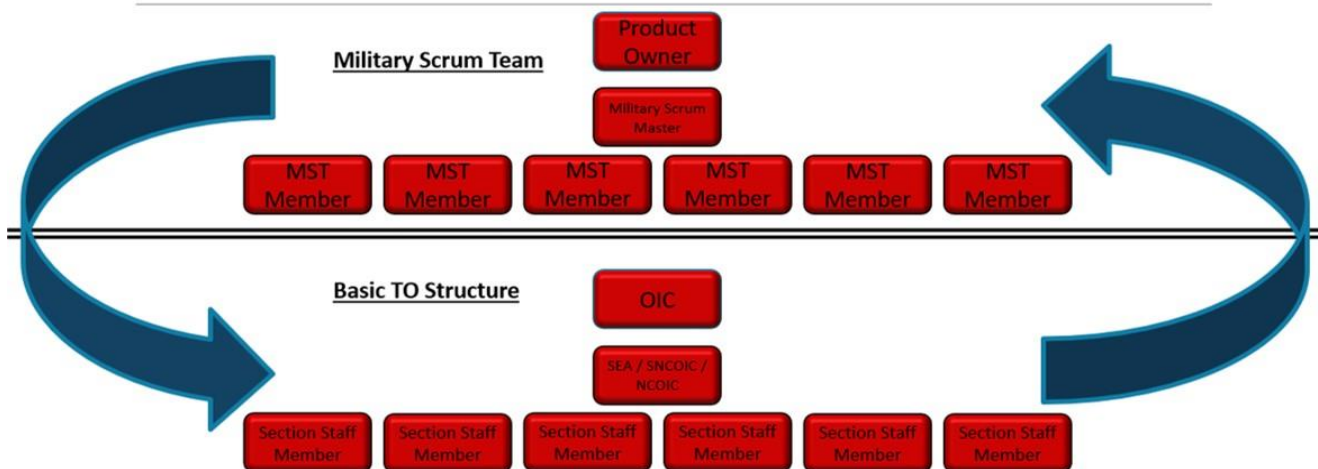 Product
Owner
Military Scrum Team
Military Scrum
Master
MST
Member
MST
Member
MST
Member
MST
Member
MST
Member
MST
Member
Basic TO Structure
OIC
SEA / SNCOIC /
NCOIC
Section Staff
Member
Section Staff
Member
Section Staff
Member
Section Staff
Member
Section Staff
Member
Section Staff
Member